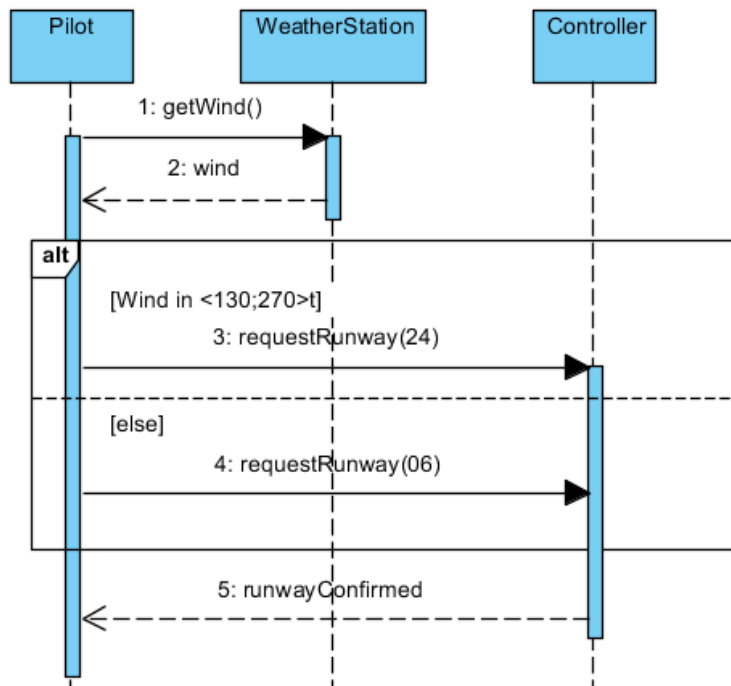 Pilot
WeatherStation
Controller
1: getWind()
2: wind
alt
[Wind in <130;270>t]
3: requestRunway(24)
[else]
4: requestRunway(06)
5: runwayConfirmed